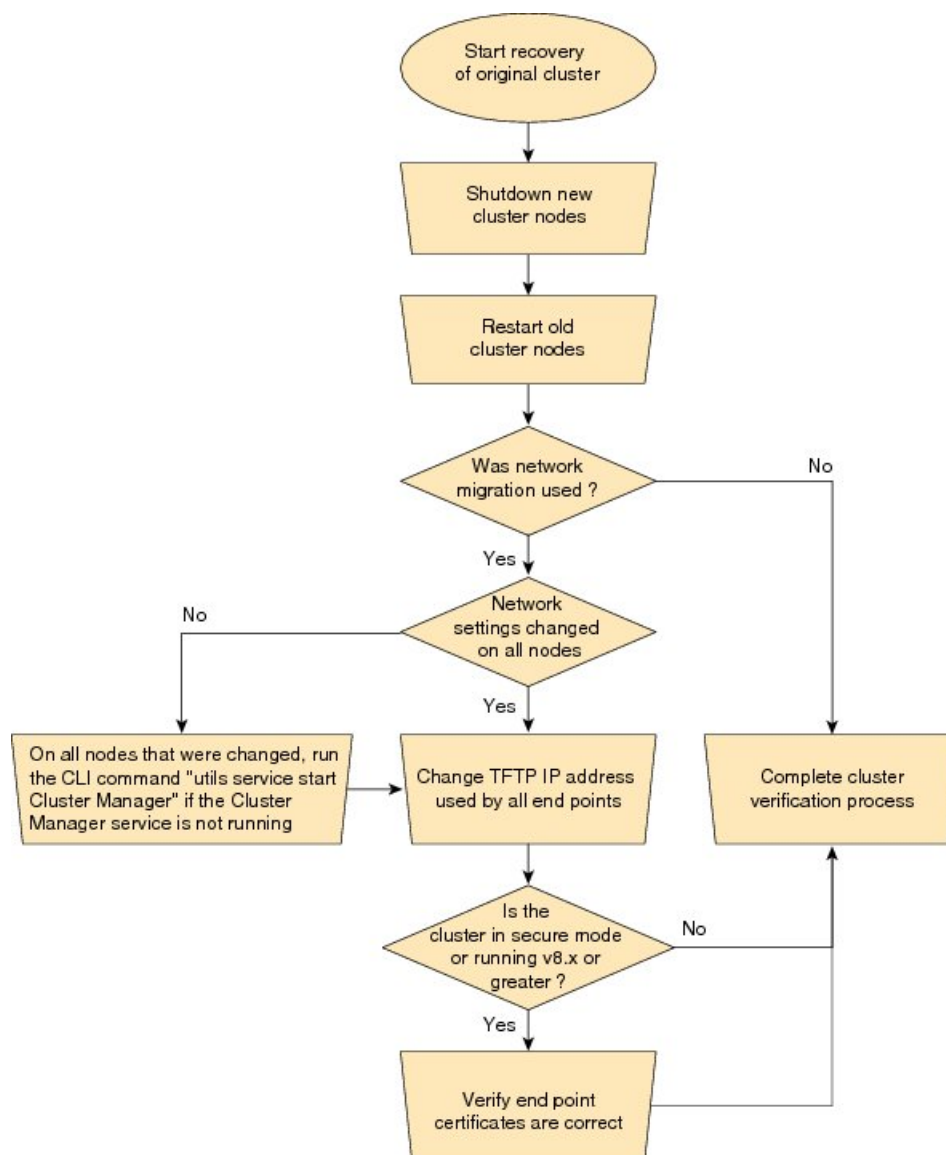 Start recovery
of original cluster
Shutdown new
cluster nodes
Restart old
cluster nodes
Was network
migration used ?
No
Yes
Network
settings changed
on all nodes
No
Yes
On all nodes that were changed, run
the CLI command "utils service start
Cluster Manager" if the Cluster
Manager service is not running
Change TFTP IP address
used by all end points
Complete cluster
verification process
Is the
cluster in secure mode
or running v8.x or
greater ?
No
Yes
Verify end point
certificates are correct